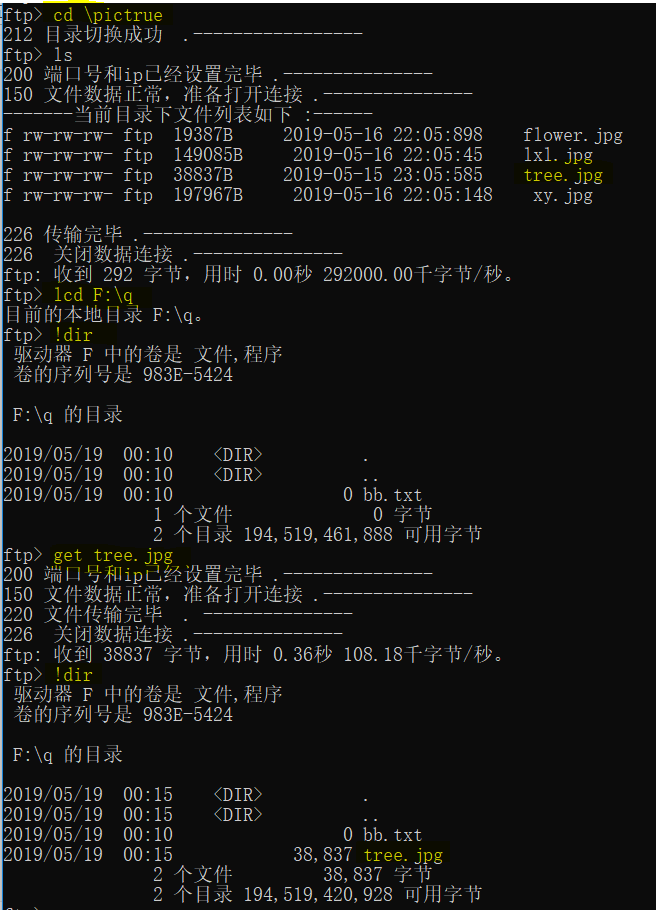 ftp> cd \pictrue
212 目录切换成功  .-----------------
ftp> ls
200 端口号和ip已经设置完毕 .---------------
150 文件数据正常，准备打开连接 .---------------
-------当前目录下文件列表如下 :------
f rw-rw-rw- ftp  19387B     2019-05-16 22:05:898    flower.jpg
f rw-rw-rw- ftp  149085B     2019-05-16 22:05:45    lxl.jpg
f rw-rw-rw- ftp  38837B     2019-05-15 23:05:585    tree.jpg
f rw-rw-rw- ftp  197967B     2019-05-16 22:05:148    xy.jpg
226 传输完毕 .---------------
226  关闭数据连接 .---------------
ftp: 收到 292 字节，用时 0.00秒 292000.00千字节/秒。
ftp> lcd F:\q
目前的本地目录 F:\q。
ftp> !dir
 驱动器 F 中的卷是 文件,程序
 卷的序列号是 983E-5424
 F:\q 的目录
2019/05/19  00:10    <DIR>          .
2019/05/19  00:10    <DIR>          ..
2019/05/19  00:10                 0 bb.txt
               1 个文件              0 字节
               2 个目录 194,519,461,888 可用字节
ftp> get tree.jpg
200 端口号和ip已经设置完毕 .---------------
150 文件数据正常，准备打开连接 .---------------
220 文件传输完毕  . ---------------
226  关闭数据连接 .---------------
ftp: 收到 38837 字节，用时 0.36秒 108.18千字节/秒。
ftp> !dir
 驱动器 F 中的卷是 文件,程序
 卷的序列号是 983E-5424
 F:\q 的目录
2019/05/19  00:15    <DIR>          .
2019/05/19  00:15    <DIR>          ..
2019/05/19  00:10                 0 bb.txt
2019/05/19  00:15            38,837 tree.jpg
               2 个文件         38,837 字节
               2 个目录 194,519,420,928 可用字节